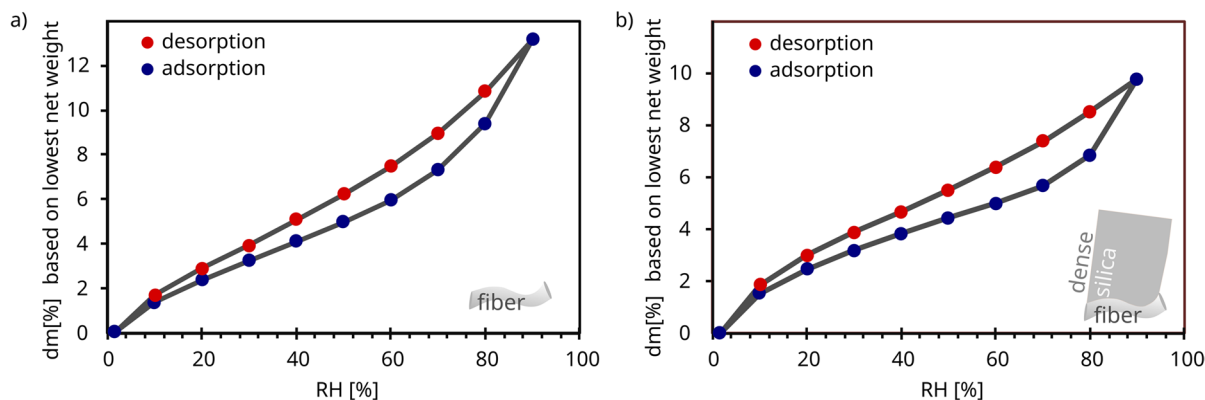 a)
dm[%] based on lowest net weight
12
10
8
6
4
2
0
desorption
adsorption
fiber
0 20 40 60 80 100
RH [%]
b)
dm[%] based on lowest net weight
10
8
6
4
2
0
desorption
adsorption
dense
silica
fiber
0 20 40 60 80 100
RH [%]